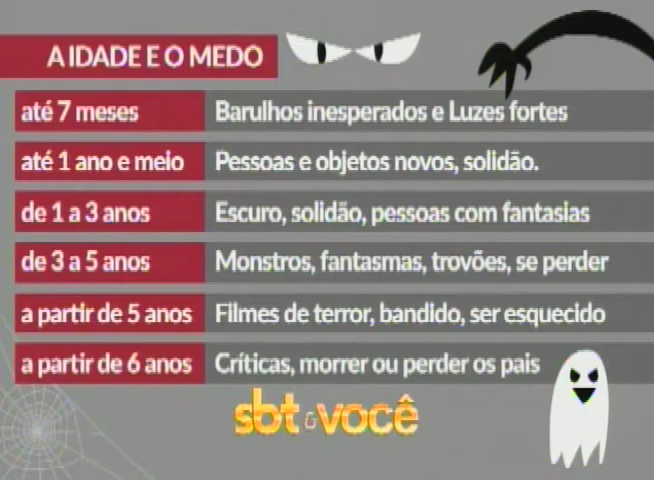 A IDADE E O MEDO
até 7 meses Barulhos inesperados e Luzes fortes
até 1 ano e meio Pessoas e objetos novos, solidão.
de 1 a 3 anos Escuro, solidão, pessoas com fantasias
de 3 a 5 anos Monstros, fantasmas, trovões, se perder
a partir de 5 anos Filmes de terror, bandido, ser esquecido
a partir de 6 anos Críticas, morrer ou perder os pais
sbt & você